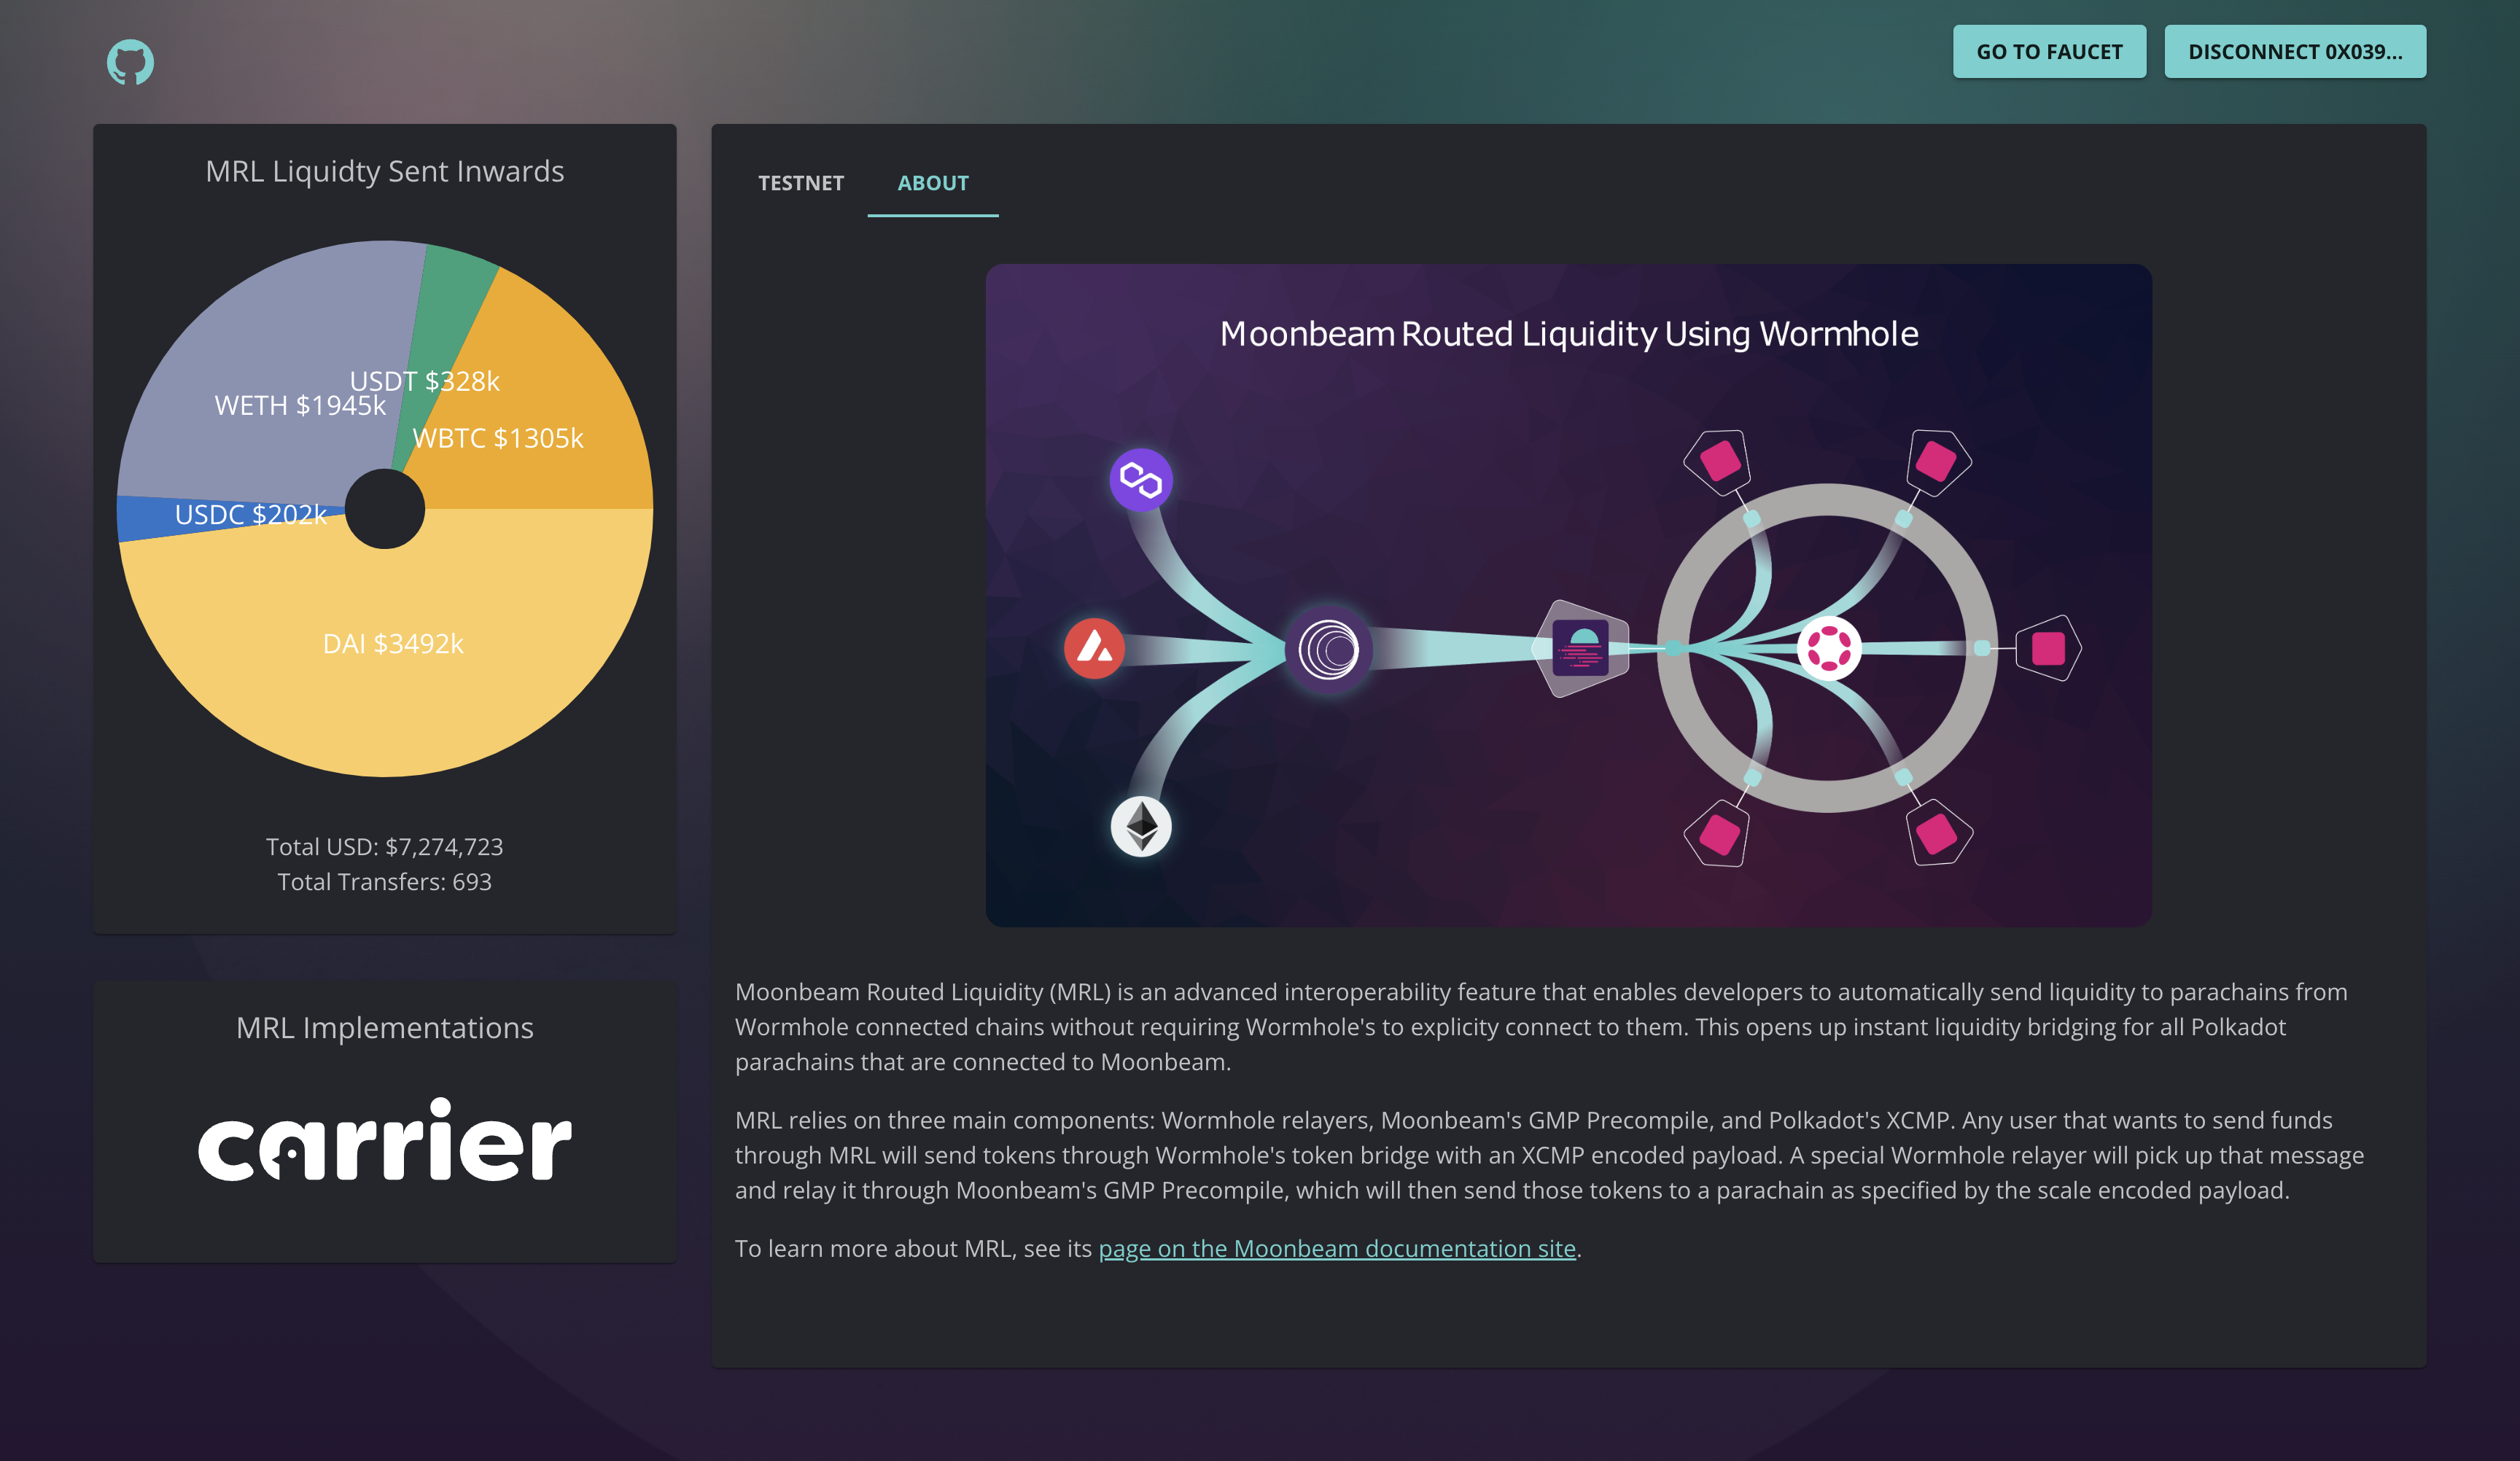 GO TO FAUCET
DISCONNECT 0X039...
MRL Liquidty Sent Inwards
USDT $328k
WETH $1945k
WBTC $1305k
USDC $202k
DAI $3492k
Total USD: $7,274,723
Total Transfers: 693
MRL Implementations
carrier
TESTNET
ABOUT
Moonbeam Routed Liquidity Using Wormhole
Moonbeam Routed Liquidity (MRL) is an advanced interoperability feature that enables developers to automatically send liquidity to parachains from
Wormhole connected chains without requiring Wormhole's to explicity connect to them. This opens up instant liquidity bridging for all Polkadot
parachains that are connected to Moonbeam.
MRL relies on three main components: Wormhole relayers, Moonbeam's GMP Precompile, and Polkadot's XCMP. Any user that wants to send funds
through MRL will send tokens through Wormhole's token bridge with an XCMP encoded payload. A special Wormhole relayer will pick up that message
and relay it through Moonbeam's GMP Precompile, which will then send those tokens to a parachain as specified by the scale encoded payload.
To learn more about MRL, see its page on the Moonbeam documentation site.